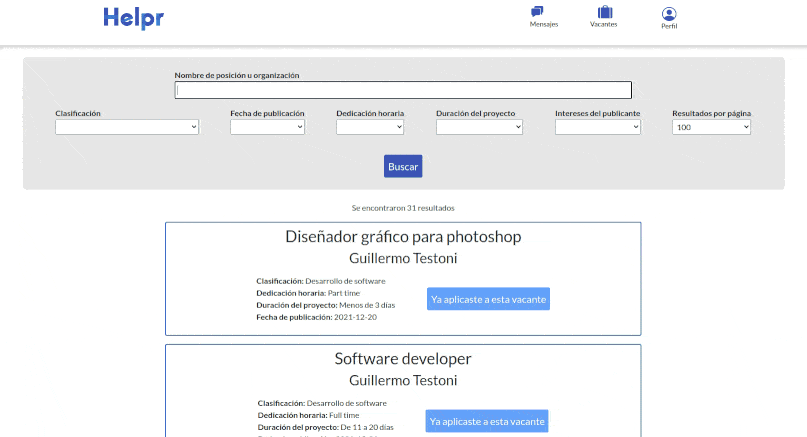 Helpr
Mensajes
Vacantes
Perfil
Nombre de posición u organización
Clasificación
Fecha de publicación
Dedicación horaria
Duración del proyecto
Intereses del publicante
Resultados por página
100
Buscar
Se encontraron 31 resultados
Diseñador gráfico para photoshop
Guillermo Testoni
Clasificación: Desarrollo de software
Dedicación horaria: Part time
Duración del proyecto: Menos de 3 días
Fecha de publicación: 2021-12-20
Ya aplicaste a esta vacante
Software developer
Guillermo Testoni
Clasificación: Desarrollo de software
Dedicación horaria: Full time
Duración del proyecto: De 11 a 20 días
Ya aplicaste a esta vacante